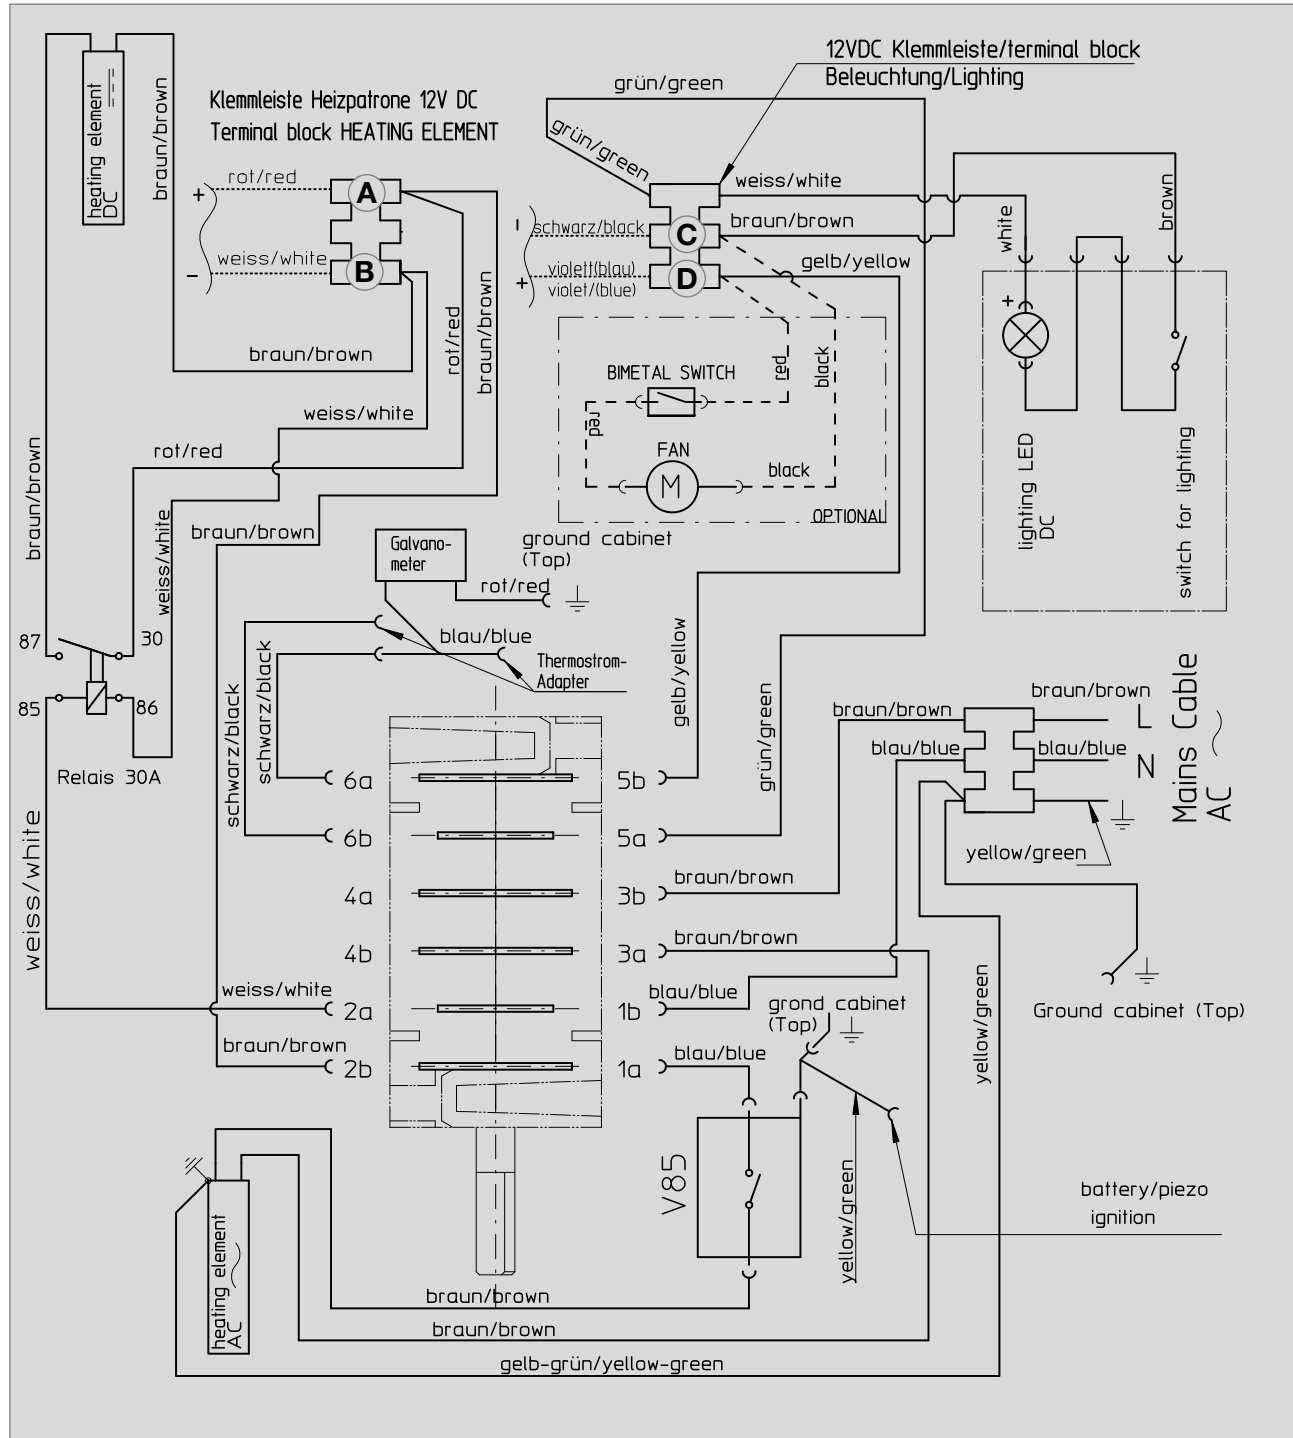 12VDC Klemmleiste/terminal block
Beleuchtung/Lighting
grün/green
grün/green
heating element
DC
braun/brown
Klemmleiste Heizpatrone 12V DC
Terminal block HEATING ELEMENT
rot/red
+
A
weiss/white
−
B
weiss/white
schwarz/black
C
braun/brown
violett(blau)
violet/(blue)
+
D
gelb/yellow
white
brown
+
braun/brown
rot/red
braun/brown
BIMETAL SWITCH
red
black
red
FAN
M
black
OPTIONAL
lighting LED
DC
switch for lighting
weiss/white
rot/red
braun/brown
weiss/white
braun/brown
Galvano-
meter
rot/red
ground cabinet
(Top)
87
30
85
86
Relais 30A
blau/blue
Thermostrom-
Adapter
schwarz/black
schwarz/black
gelb/yellow
grün/green
braun/brown
L
braun/brown
blau/blue
blau/blue
N
Mains Cable
AC
yellow/green
6a
5b
6b
5a
4a
3b
braun/brown
4b
3a
braun/brown
weiss/white
weiss/white
2a
1b
blau/blue
braun/brown
2b
1a
blau/blue
grond cabinet
(Top)
Ground cabinet (Top)
yellow/green
V85
yellow/green
battery/piezo
ignition
heating element
AC
braun/brown
braun/brown
gelb-grün/yellow-green